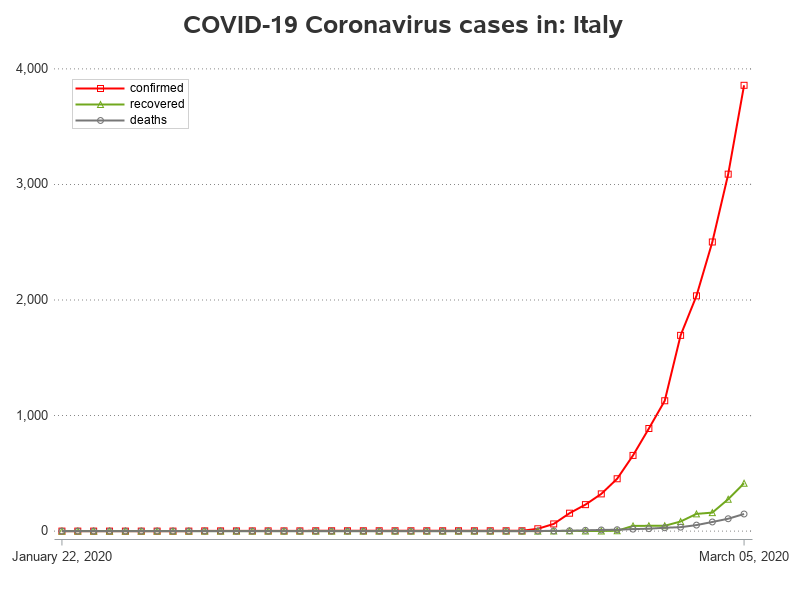 COVID-19 Coronavirus cases in: Italy
4,000
confirmed
recovered
deaths
3,000
2,000
1,000
0
January 22, 2020
March 05, 2020